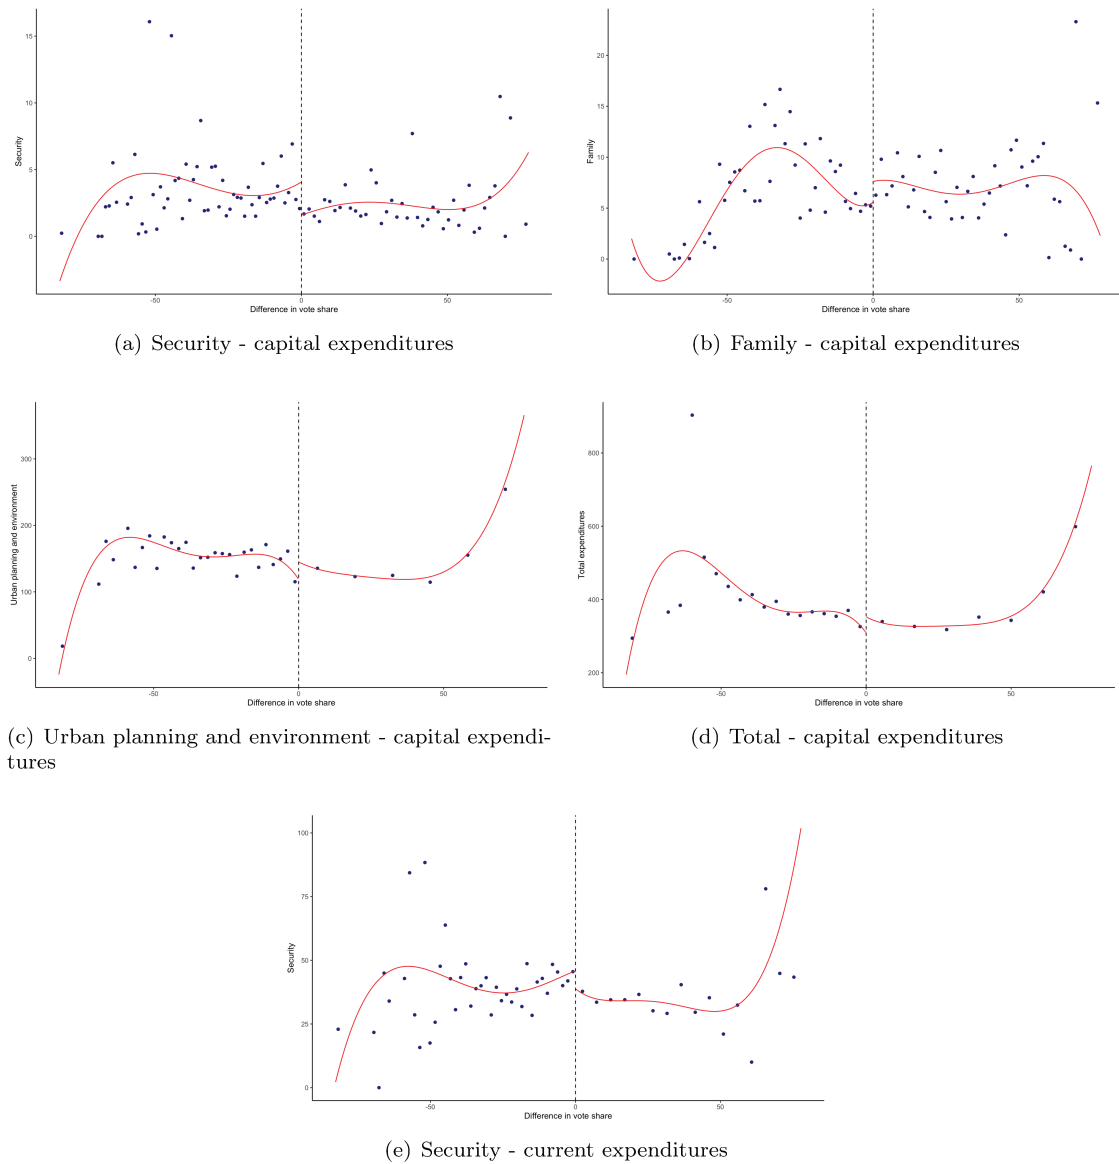 15
10
5
0
Security
-50
0
50
Difference in vote share
(a) Security - capital expenditures
20
15
10
5
0
Family
-50
0
50
Difference in vote share
(b) Family - capital expenditures
300
200
100
0
Urban planning and environment
-50
0
50
Difference in vote share
(c) Urban planning and environment - capital expendi-
tures
800
600
400
200
Total expenditures
-50
0
50
Difference in vote share
(d) Total - capital expenditures
100
75
50
25
0
Security
-50
0
50
Difference in vote share
(e) Security - current expenditures